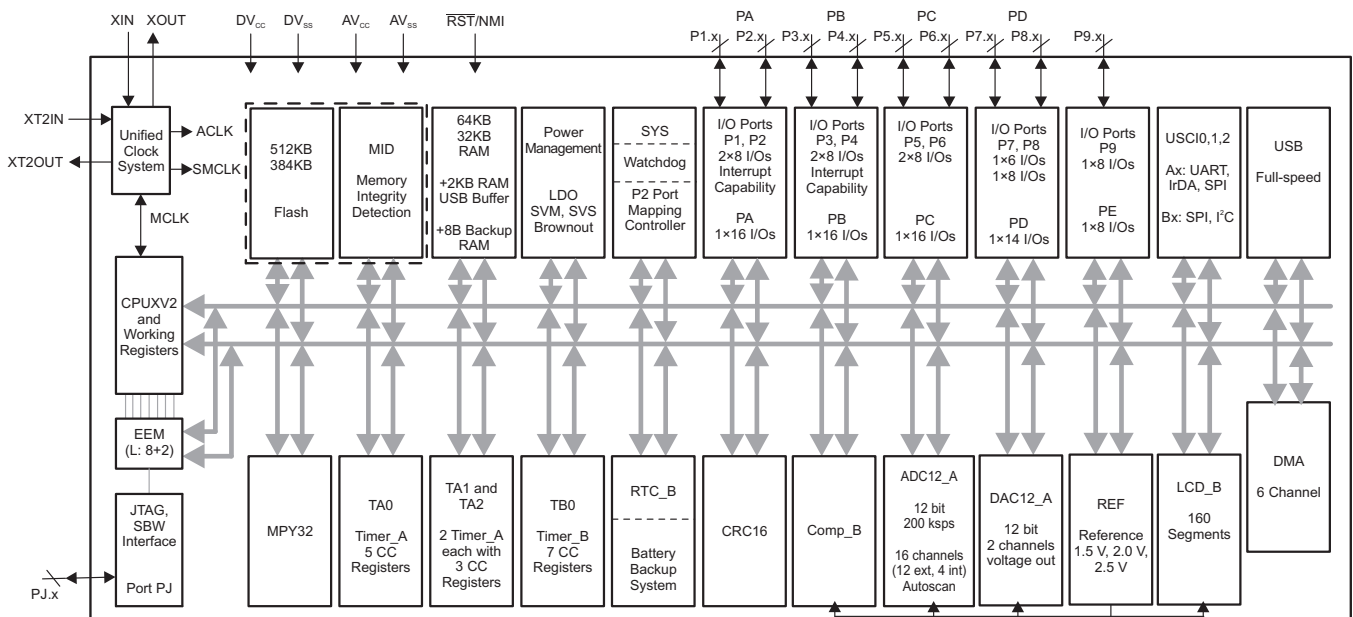 XIN XOUT DVCC DVSS AVCC AVSS RST/NMI
PA PB PC PD
P1.x P2.x P3.x P4.x P5.x P6.x P7.x P8.x P9.x
XT2IN
XT2OUT
Unified
Clock
System
ACLK
SMCLK
MCLK
512KB
384KB
Flash
MID
Memory
Integrity
Detection
64KB
32KB
RAM
+2KB RAM
USB Buffer
+8B Backup
RAM
Power
Management
LDO
SVM, SVS
Brownout
SYS
Watchdog
P2 Port
Mapping
Controller
I/O Ports
P1, P2
2×8 I/Os
Interrupt
Capability
PA
1×16 I/Os
I/O Ports
P3, P4
2×8 I/Os
Interrupt
Capability
PB
1×16 I/Os
I/O Ports
P5, P6
2×8 I/Os
PC
1×16 I/Os
I/O Ports
P7, P8
1×6 I/Os
1×8 I/Os
PD
1×14 I/Os
I/O Ports
P9
1×8 I/Os
PE
1×8 I/Os
USCI0,1,2
Ax: UART,
IrDA, SPI
Bx: SPI, I²C
USB
Full-speed
CPUXV2
and
Working
Registers
EEM
(L: 8+2)
JTAG,
SBW
Interface
Port PJ
PJ.x
MPY32
TA0
Timer_A
5 CC
Registers
TA1 and
TA2
2 Timer_A
each with
3 CC
Registers
TB0
Timer_B
7 CC
Registers
RTC_B
Battery
Backup
System
CRC16
Comp_B
ADC12_A
12 bit
200 ksps
16 channels
(12 ext, 4 int)
Autoscan
DAC12_A
12 bit
2 channels
voltage out
REF
Reference
1.5 V, 2.0 V,
2.5 V
LCD_B
160
Segments
DMA
6 Channel